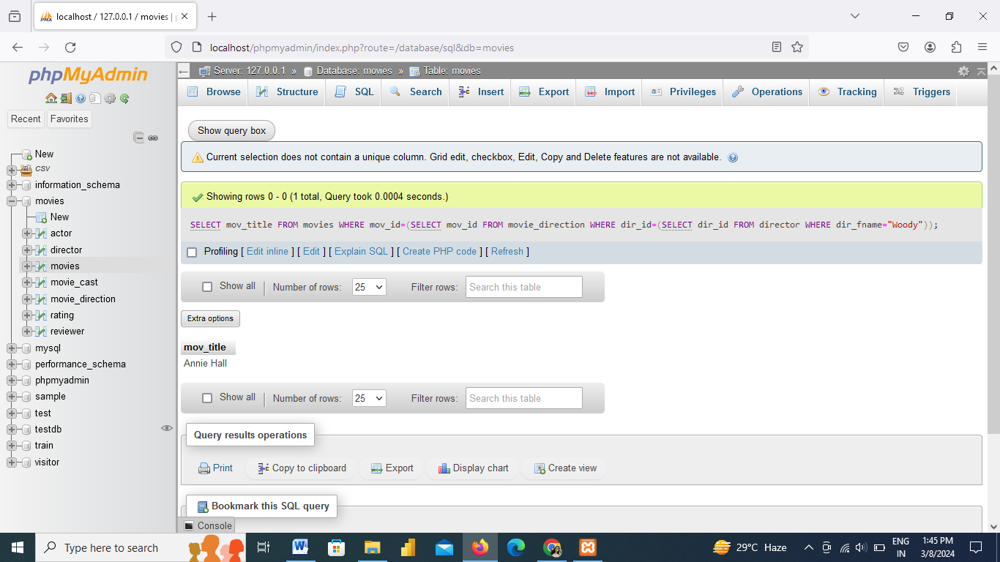 localhost / 127.0.0.1 / movies |
localhost/phpmyadmin/index.php?route=/database/sql&db=movies
phpMyAdmin
Recent Favorites
New
csv
information_schema
movies
New
actor
director
movies
movie_cast
movie_direction
rating
reviewer
mysql
performance_schema
phpmyadmin
sample
test
testdb
train
visitor
Server: 127.0.0.1 » Database: movies » Table: movies
Browse Structure SQL Search Insert Export Import Privileges Operations Tracking Triggers
Show query box
Current selection does not contain a unique column. Grid edit, checkbox, Edit, Copy and Delete features are not available.
Showing rows 0 - 0 (1 total, Query took 0.0004 seconds.)
SELECT mov_title FROM movies WHERE mov_id=(SELECT mov_id FROM movie_direction WHERE dir_id=(SELECT dir_id FROM director WHERE dir_fname="Woody"));
Profiling [ Edit inline ] [ Edit ] [ Explain SQL ] [ Create PHP code ] [ Refresh ]
Show all | Number of rows: 25 Filter rows: Search this table
Extra options
mov_title
Annie Hall
Show all | Number of rows: 25 Filter rows: Search this table
Query results operations
Print Copy to clipboard Export Display chart Create view
Bookmark this SQL query
Console
Type here to search
29°C Haze
ENG
IN
1:45 PM
3/8/2024